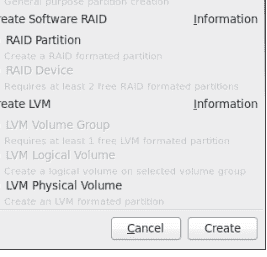 General purpose partition creation
reate Software RAID Information
RAID Partition
Create a RAID formated partition
RAID Device
Requires at least 2 free RAID formated partitions
reate LVM Information
LVM Volume Group
Requires at least 1 free LVM formated partition
LVM Logical Volume
Create a logical volume on selected volume group
LVM Physical Volume
Create an LVM formated partition
Cancel Create